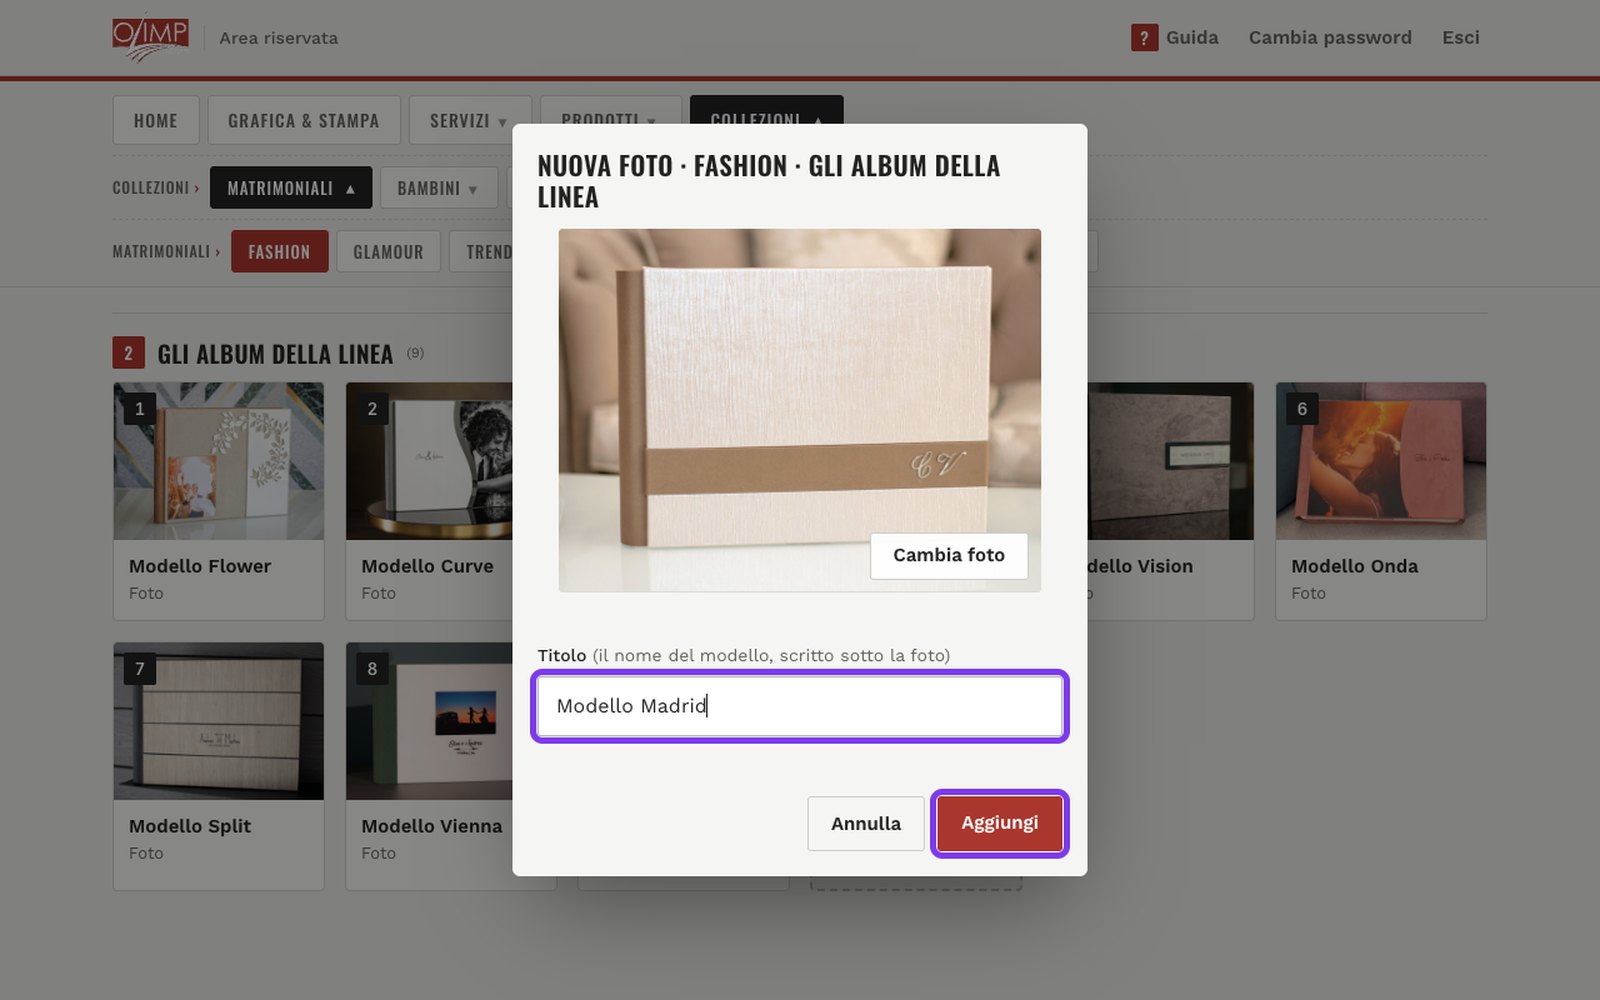 OLIMP
Area riservata
? Guida
Cambia password
Esci
HOME
GRAFICA & STAMPA
SERVIZI ▼
PRODOTTI ▼
COLLEZIONI ▲
COLLEZIONI ›
MATRIMONIALI ▲
BAMBINI ▼
MATRIMONIALI ›
FASHION
GLAMOUR
TREND
2 GLI ALBUM DELLA LINEA (9)
1
2
6
Modello Flower
Foto
Modello Curve
Foto
dello Vision
Modello Onda
Foto
7
8
Modello Split
Foto
Modello Vienna
Foto
NUOVA FOTO · FASHION · GLI ALBUM DELLA
LINEA
C V
Cambia foto
Titolo (il nome del modello, scritto sotto la foto)
Modello Madrid
Annulla
Aggiungi